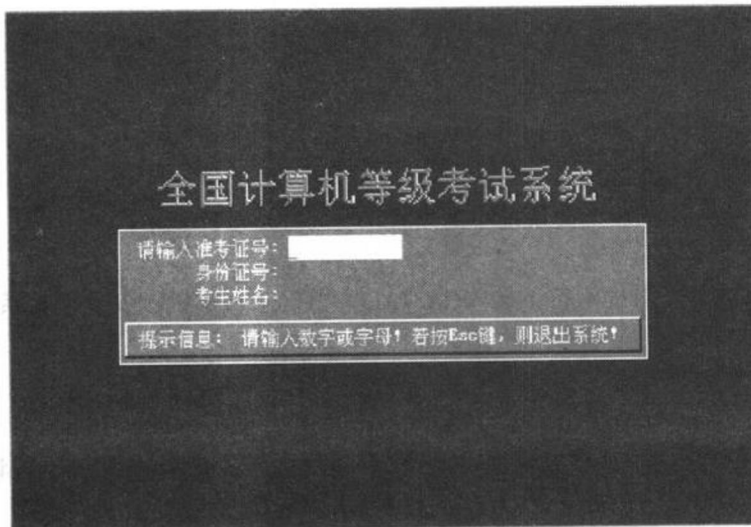 全国计算机等级考试系统
请输入准考证号:
身份证号:
考生姓名:
提示信息: 请输入数字或字母! 若按Esc键, 则退出系统!